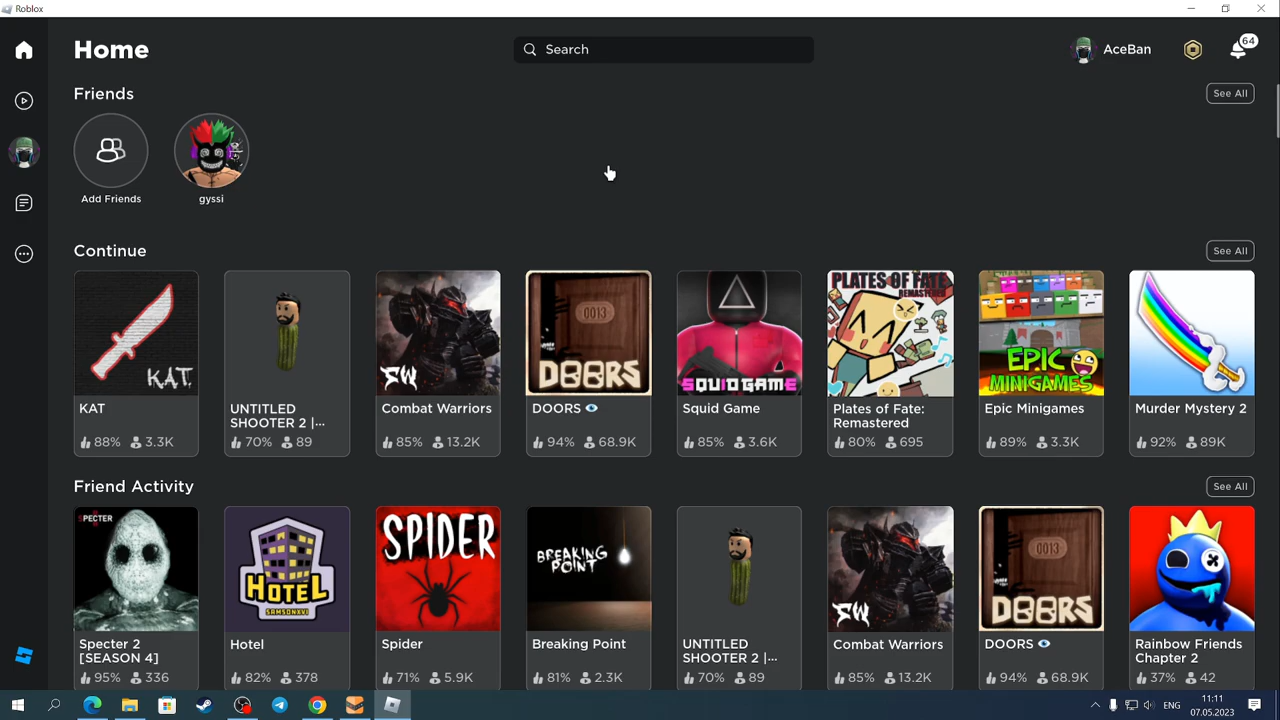 Roblox
Home
Search
AceBan
64
Friends
See All
Add Friends
gyssi
Continue
See All
K.A.T.
0013
DOORS
SQUID GAME
PLATES OF FATE
REMASTERED
EPIC
MINIGAMES
CW
KAT
UNTITLED
SHOOTER 2 |...
Combat Warriors
DOORS 👁
Squid Game
Plates of Fate:
Remastered
Epic Minigames
Murder Mystery 2
88% 3.3K
70% 89
85% 13.2K
94% 68.9K
85% 3.6K
80% 695
89% 3.3K
92% 89K
Friend Activity
See All
SPECTER
HOTEL
SAMSONXVI
SPIDER
BREAKING
POINT
CW
0013
DOORS
Specter 2
[SEASON 4]
Hotel
Spider
Breaking Point
UNTITLED
SHOOTER 2 |...
Combat Warriors
DOORS 👁
Rainbow Friends
Chapter 2
95% 336
82% 378
71% 5.9K
81% 2.3K
70% 89
85% 13.2K
94% 68.9K
37% 42
ENG
11:11
07.05.2023